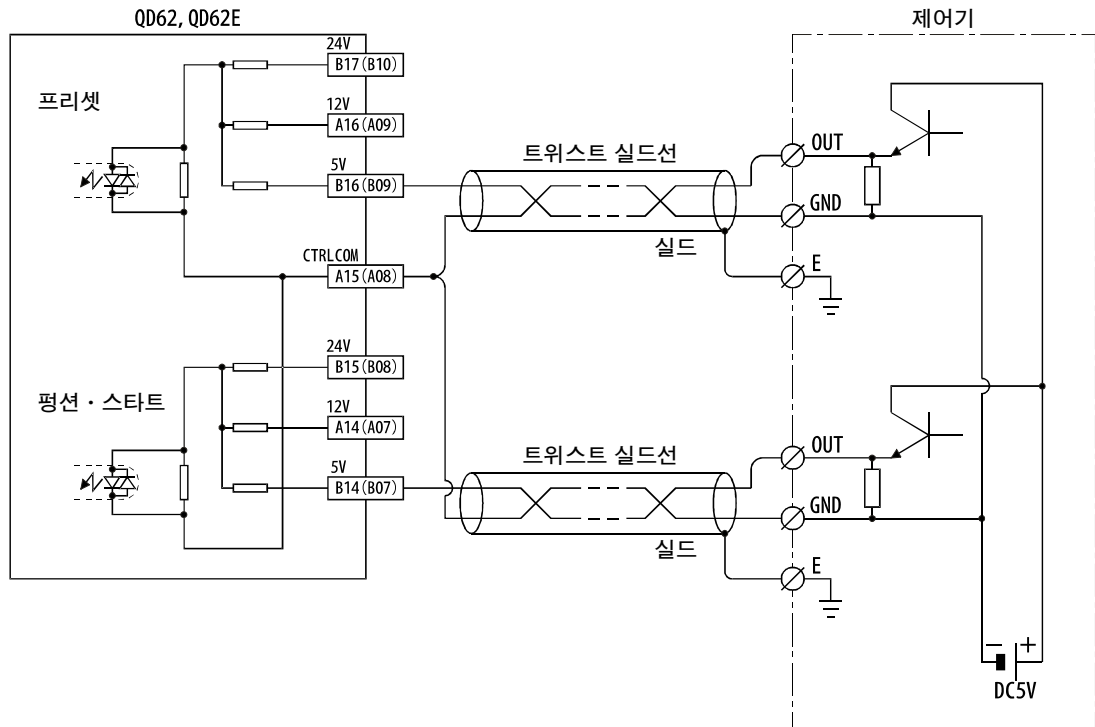 QD62, QD62E
제어기
24V
B17(B10)
프리셋
12V
A16(A09)
5V
B16(B09)
트위스트 실드선
OUT
GND
실드
CTRLCOM
A15(A08)
E
24V
B15(B08)
펑션 · 스타트
12V
A14(A07)
5V
B14(B07)
트위스트 실드선
OUT
GND
실드
E
− +
DC5V